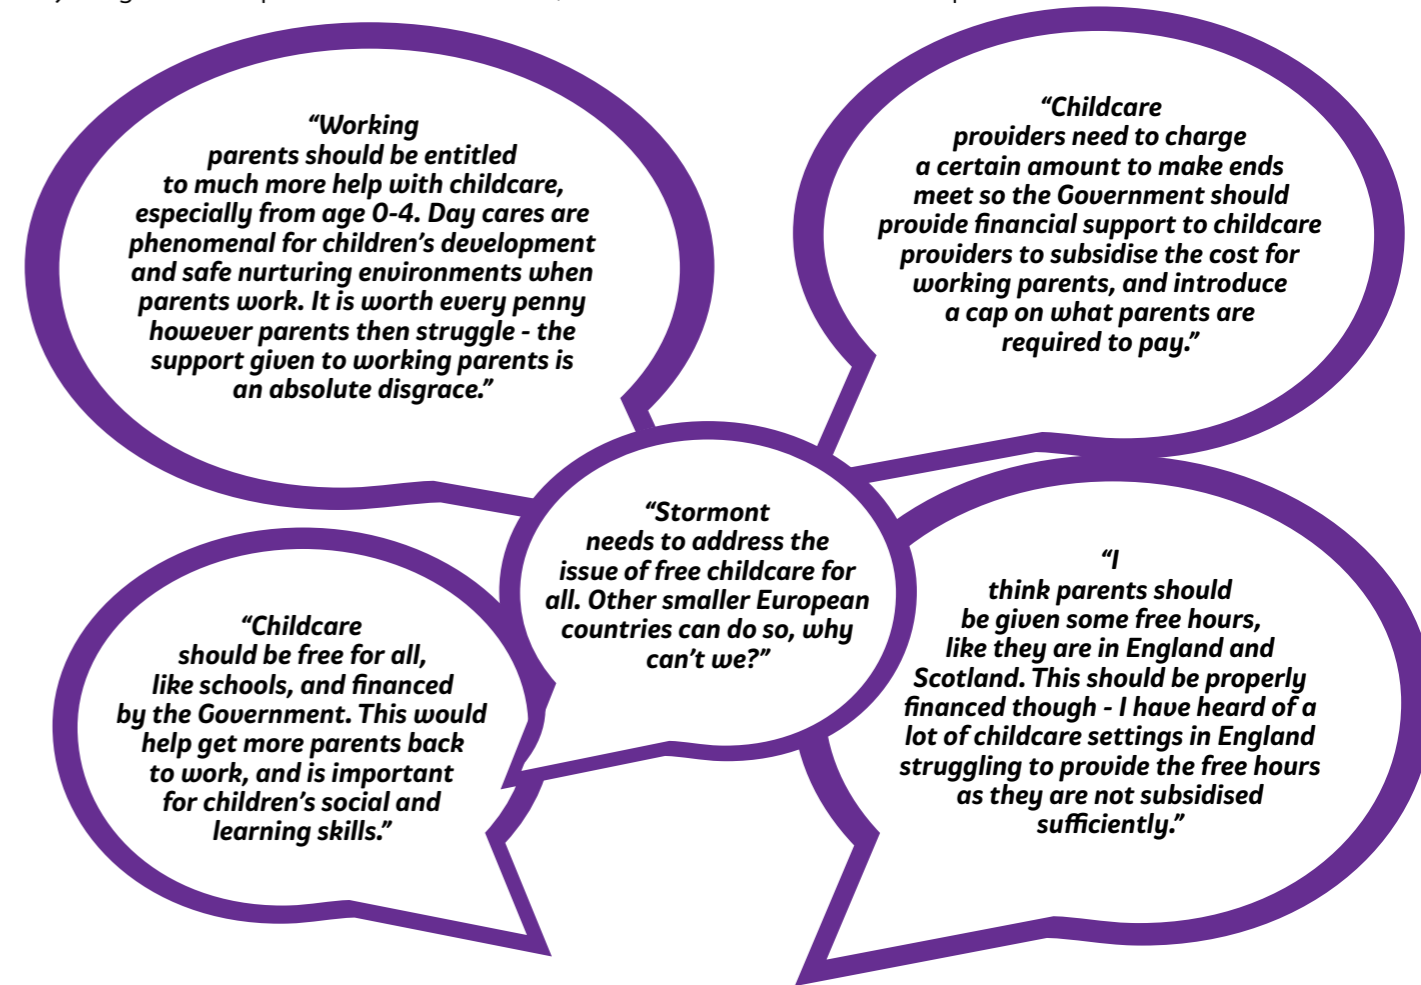 “Working
parents should be entitled
to much more help with childcare,
especially from age 0-4. Day cares are
phenomenal for children’s development
and safe nurturing environments when
parents work. It is worth every penny
however parents then struggle - the
support given to working parents is
an absolute disgrace.”
“Childcare
providers need to charge
a certain amount to make ends
meet so the Government should
provide financial support to childcare
providers to subsidise the cost for
working parents, and introduce
a cap on what parents are
required to pay.”
“Stormont
needs to address the
issue of free childcare for
all. Other smaller European
countries can do so, why
can’t we?”
“Childcare
should be free for all,
like schools, and financed
by the Government. This would
help get more parents back
to work, and is important
for children’s social and
learning skills.”
“I
think parents should
be given some free hours,
like they are in England and
Scotland. This should be properly
financed though - I have heard of a
lot of childcare settings in England
struggling to provide the free hours
as they are not subsidised
sufficiently.”